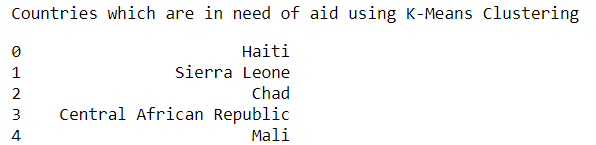 Countries which are in need of aid using K-Means Clustering
0 Haiti
1 Sierra Leone
2 Chad
3 Central African Republic
4 Mali